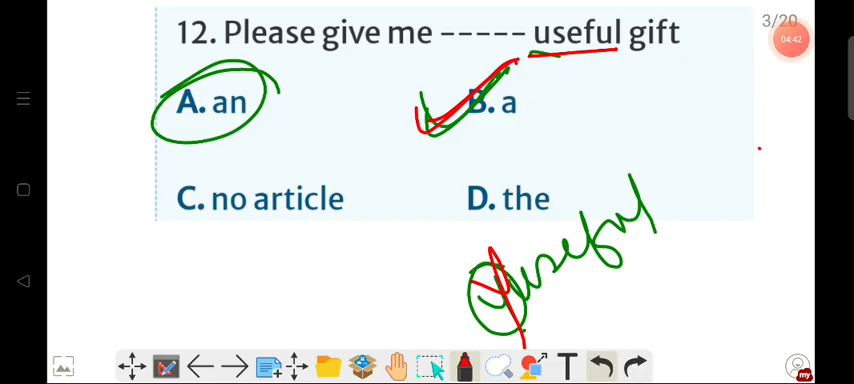 3/20
04:42
12. Please give me ----- useful gift
A. an
B. a
C. no article
D. the
useful
T
my